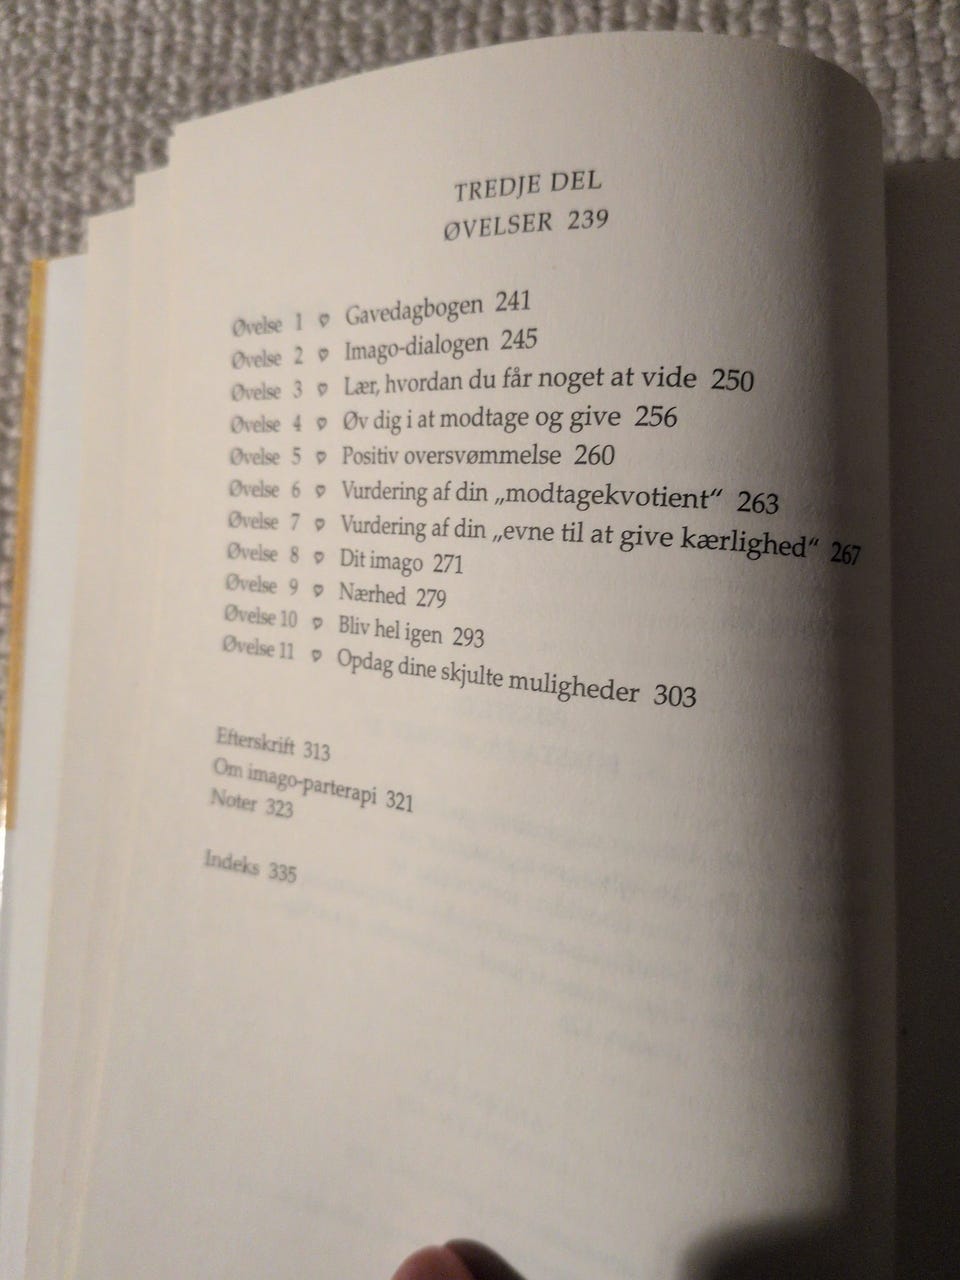 TREDJE DEL
ØVELSER 239
Øvelse 1 ♡ Gavedagbogen 241
Øvelse 2 ♡ Imago-dialogen 245
Øvelse 3 ♡ Lær, hvordan du får noget at vide 250
Øvelse 4 ♡ Øv dig i at modtage og give 256
Øvelse 5 ♡ Positiv oversvømmelse 260
Øvelse 6 ♡ Vurdering af din „modtagekvotient“ 263
Øvelse 7 ♡ Vurdering af din „evne til at give kærlighed“ 267
Øvelse 8 ♡ Dit imago 271
Øvelse 9 ♡ Nærhed 279
Øvelse 10 ♡ Bliv hel igen 293
Øvelse 11 ♡ Opdag dine skjulte muligheder 303
Efterskrift 313
Om imago-parterapi 321
Noter 323
Indeks 335